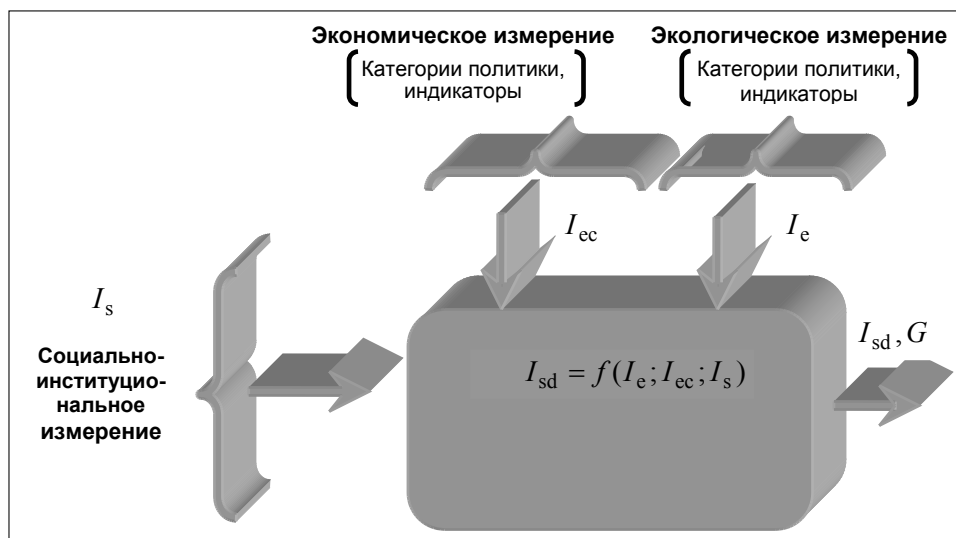 Экономическое измерение
Категории политики,
индикаторы
Экологическое измерение
Категории политики,
индикаторы
I_ec
I_e
I_s
Социально-
институцио-
нальное
измерение
I_sd = f(I_e; I_ec; I_s)
I_sd, G